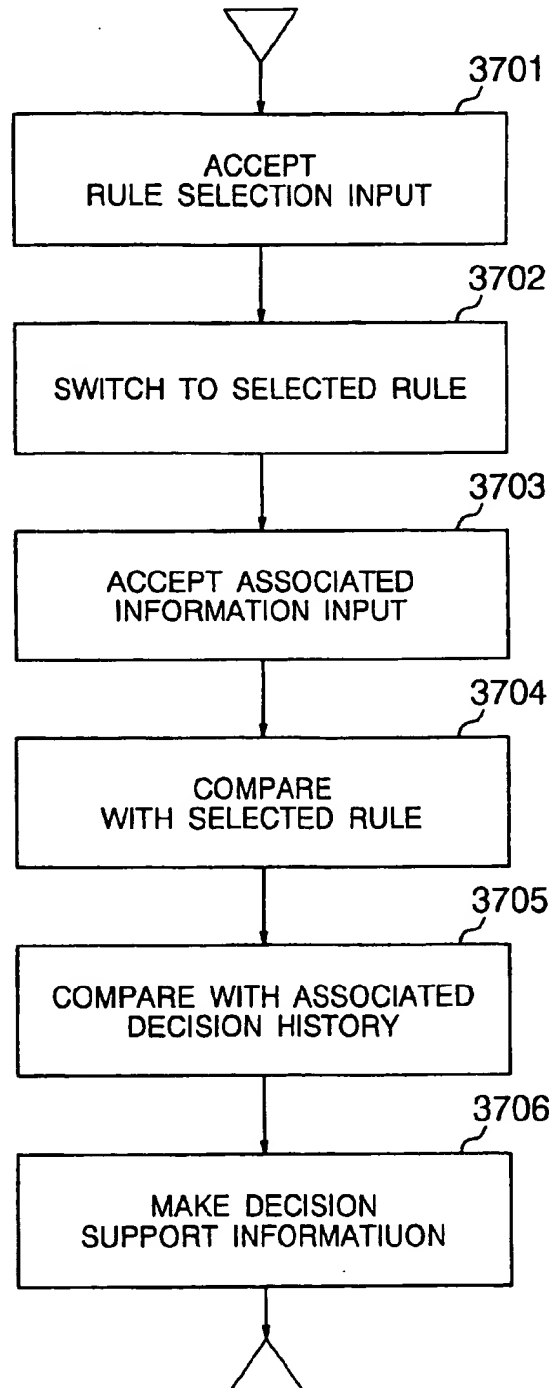 3701
ACCEPT
RULE SELECTION INPUT
3702
SWITCH TO SELECTED RULE
3703
ACCEPT ASSOCIATED
INFORMATION INPUT
3704
COMPARE
WITH SELECTED RULE
3705
COMPARE WITH ASSOCIATED
DECISION HISTORY
3706
MAKE DECISION
SUPPORT INFORMATIUON